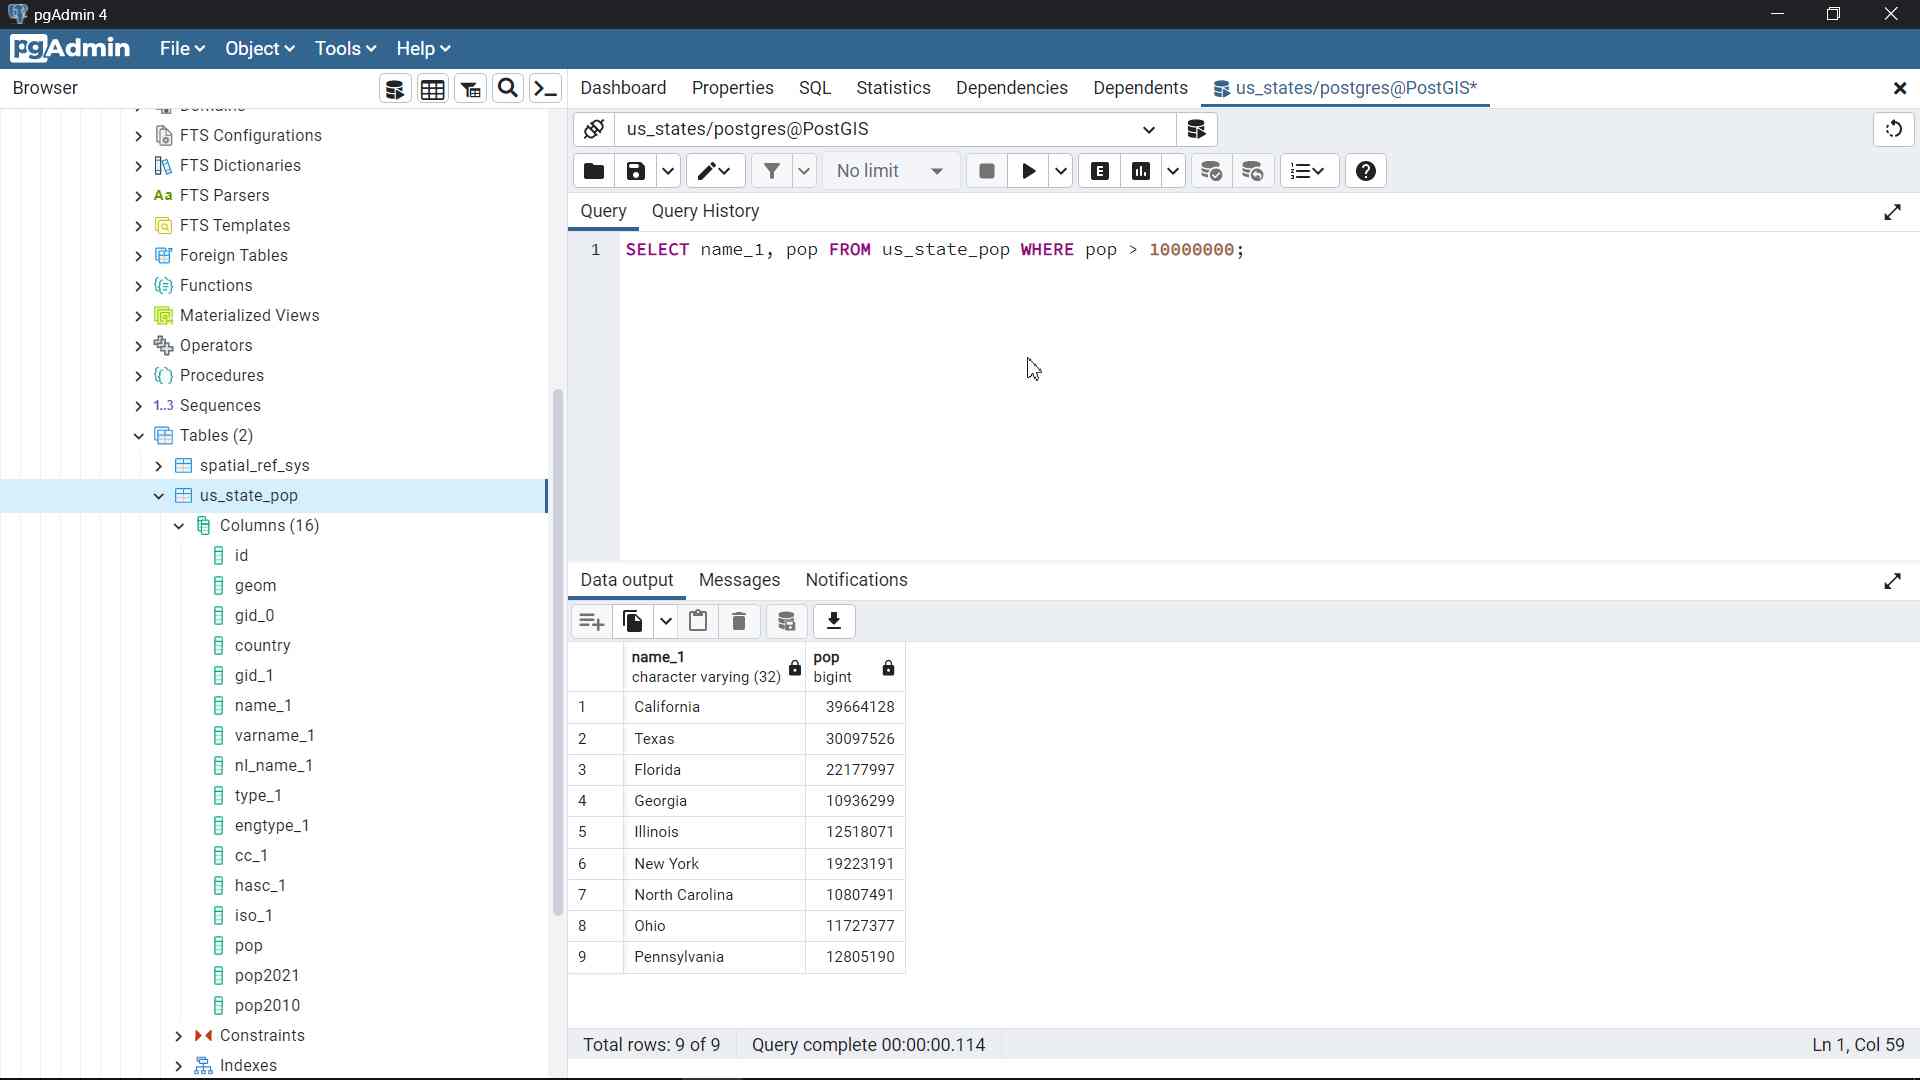 pgAdmin 4
pgAdmin File Object Tools Help
Browser
Dashboard Properties SQL Statistics Dependencies Dependents us_states/postgres@PostGIS*
Domains
FTS Configurations
FTS Dictionaries
Aa FTS Parsers
FTS Templates
Foreign Tables
Functions
Materialized Views
Operators
Procedures
1..3 Sequences
Tables (2)
spatial_ref_sys
us_state_pop
Columns (16)
id
geom
gid_0
country
gid_1
name_1
varname_1
nl_name_1
type_1
engtype_1
cc_1
hasc_1
iso_1
pop
pop2021
pop2010
Constraints
Indexes
us_states/postgres@PostGIS
No limit E
Query Query History
1 SELECT name_1, pop FROM us_state_pop WHERE pop > 10000000;
Data output Messages Notifications
name_1 pop
character varying (32) bigint
1 California 39664128
2 Texas 30097526
3 Florida 22177997
4 Georgia 10936299
5 Illinois 12518071
6 New York 19223191
7 North Carolina 10807491
8 Ohio 11727377
9 Pennsylvania 12805190
Total rows: 9 of 9 Query complete 00:00:00.114 Ln 1, Col 59